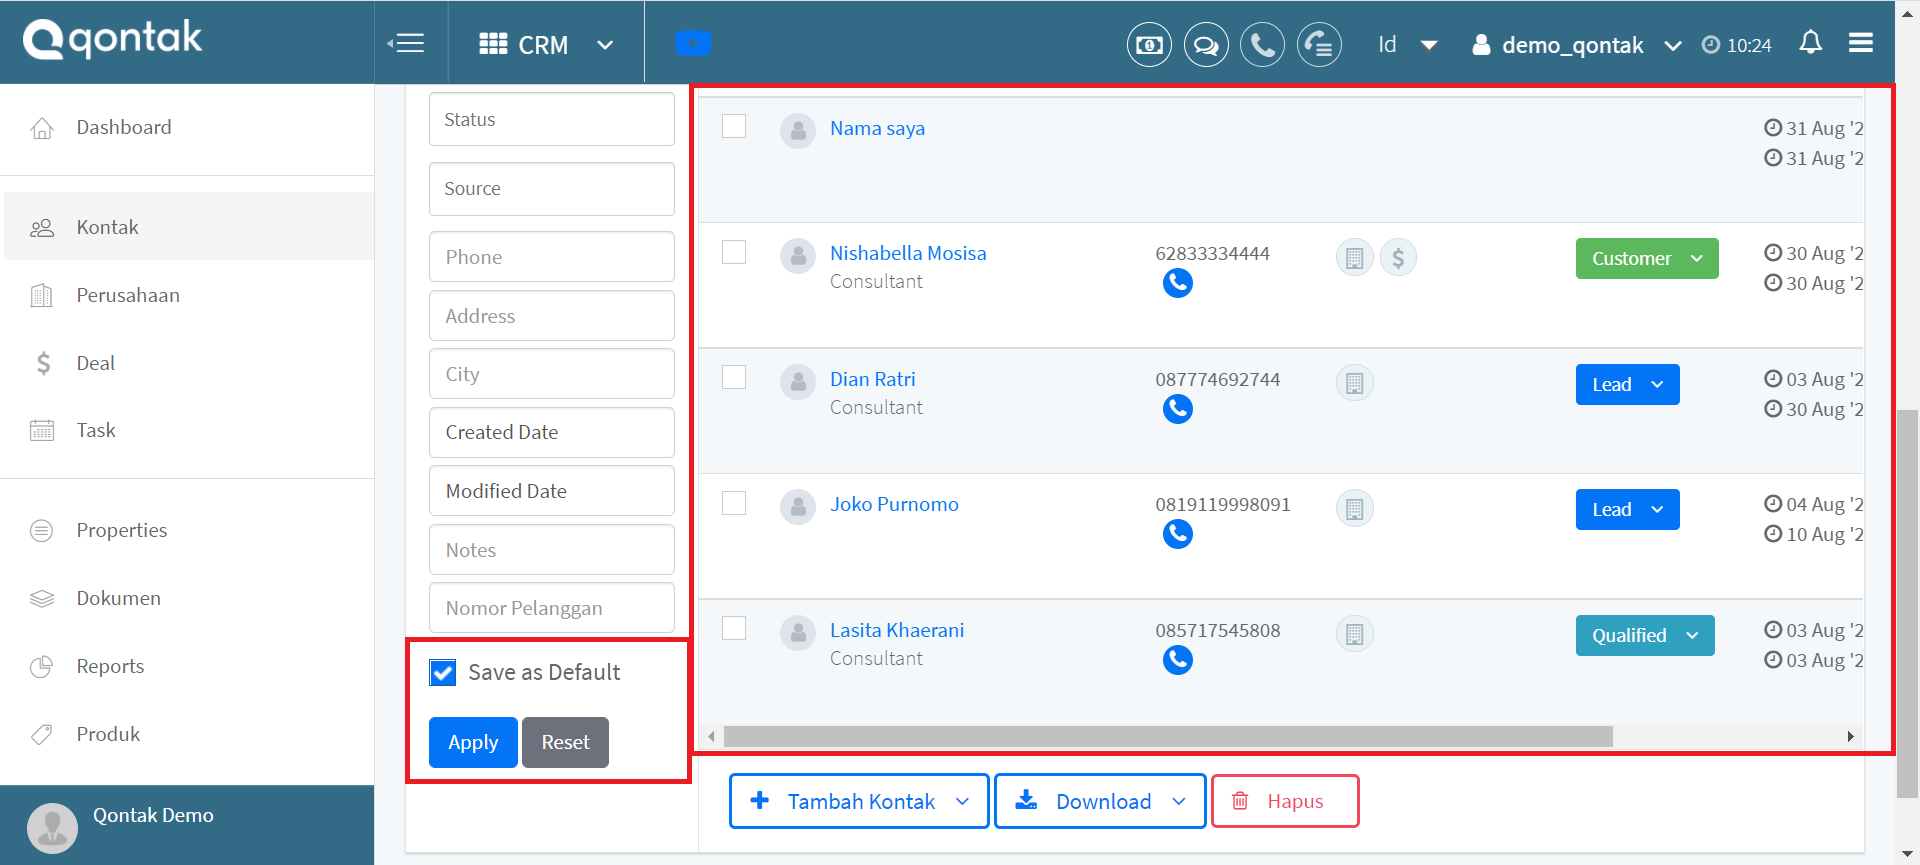 qontak
CRM
Id
demo_qontak
10:24
Dashboard
Kontak
Perusahaan
Deal
Task
Properties
Dokumen
Reports
Produk
Qontak Demo
Status
Source
Phone
Address
City
Created Date
Modified Date
Notes
Nomor Pelanggan
Save as Default
Apply
Reset
Nama saya
31 Aug '2
31 Aug '2
Nishabella Mosisa
Consultant
62833334444
Customer
30 Aug '2
30 Aug '2
Dian Ratri
Consultant
087774692744
Lead
03 Aug '2
30 Aug '2
Joko Purnomo
0819119998091
Lead
04 Aug '2
10 Aug '2
Lasita Khaerani
Consultant
085717545808
Qualified
03 Aug '2
03 Aug '2
Tambah Kontak
Download
Hapus